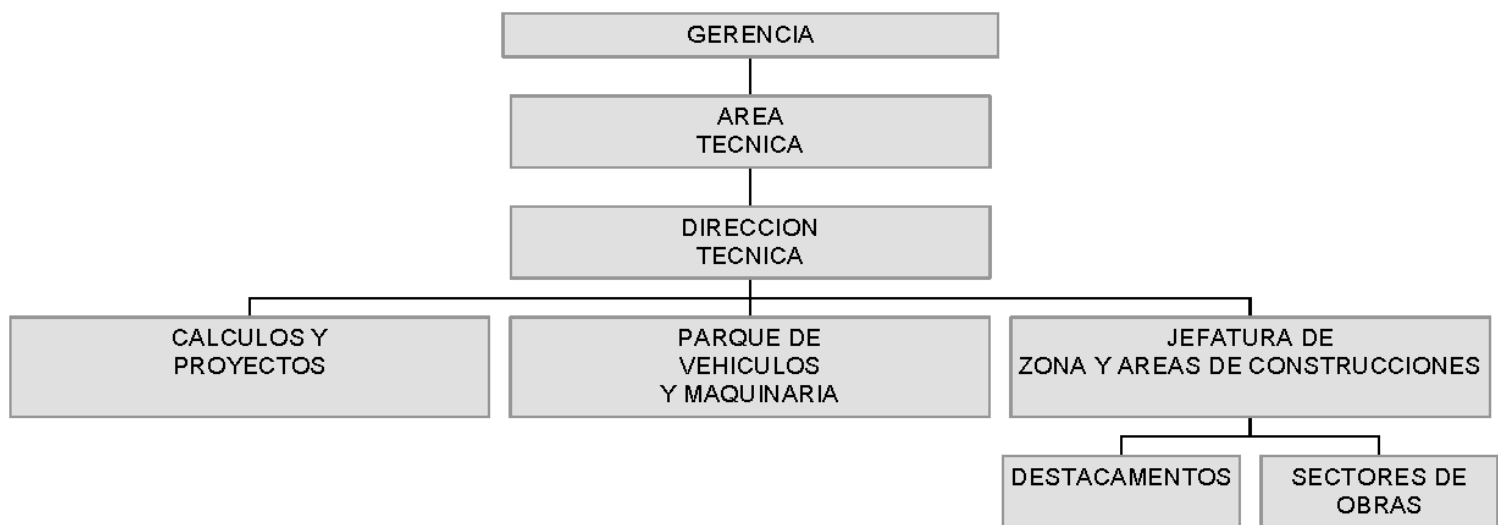 GERENCIA
AREA
TECNICA
DIRECCION
TECNICA
CALCULOS Y
PROYECTOS
PARQUE DE
VEHICULOS
Y MAQUINARIA
JEFATURA DE
ZONA Y AREAS DE CONSTRUCCIONES
DESTACAMENTOS
SECTORES DE
OBRAS